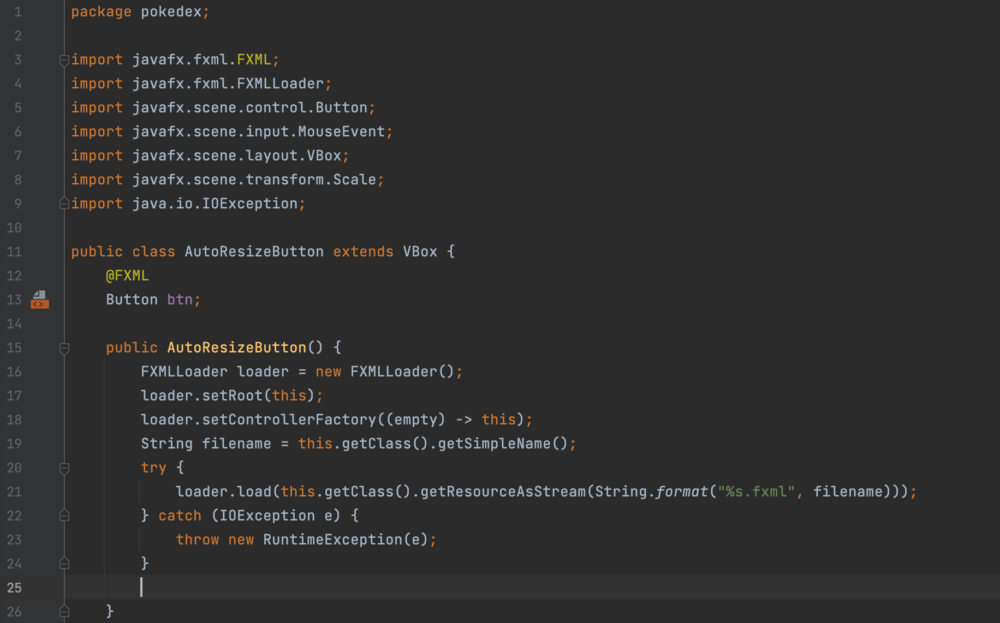 1 package pokedex;
2
3 import javafx.fxml.FXML;
4 import javafx.fxml.FXMLLoader;
5 import javafx.scene.control.Button;
6 import javafx.scene.input.MouseEvent;
7 import javafx.scene.layout.VBox;
8 import javafx.scene.transform.Scale;
9 import java.io.IOException;
10
11 public class AutoResizeButton extends VBox {
12     @FXML
13 <>     Button btn;
14
15     public AutoResizeButton() {
16         FXMLLoader loader = new FXMLLoader();
17         loader.setRoot(this);
18         loader.setControllerFactory((empty) -> this);
19         String filename = this.getClass().getSimpleName();
20         try {
21             loader.load(this.getClass().getResourceAsStream(String.format("%s.fxml", filename)));
22         } catch (IOException e) {
23             throw new RuntimeException(e);
24         }
25
26     }